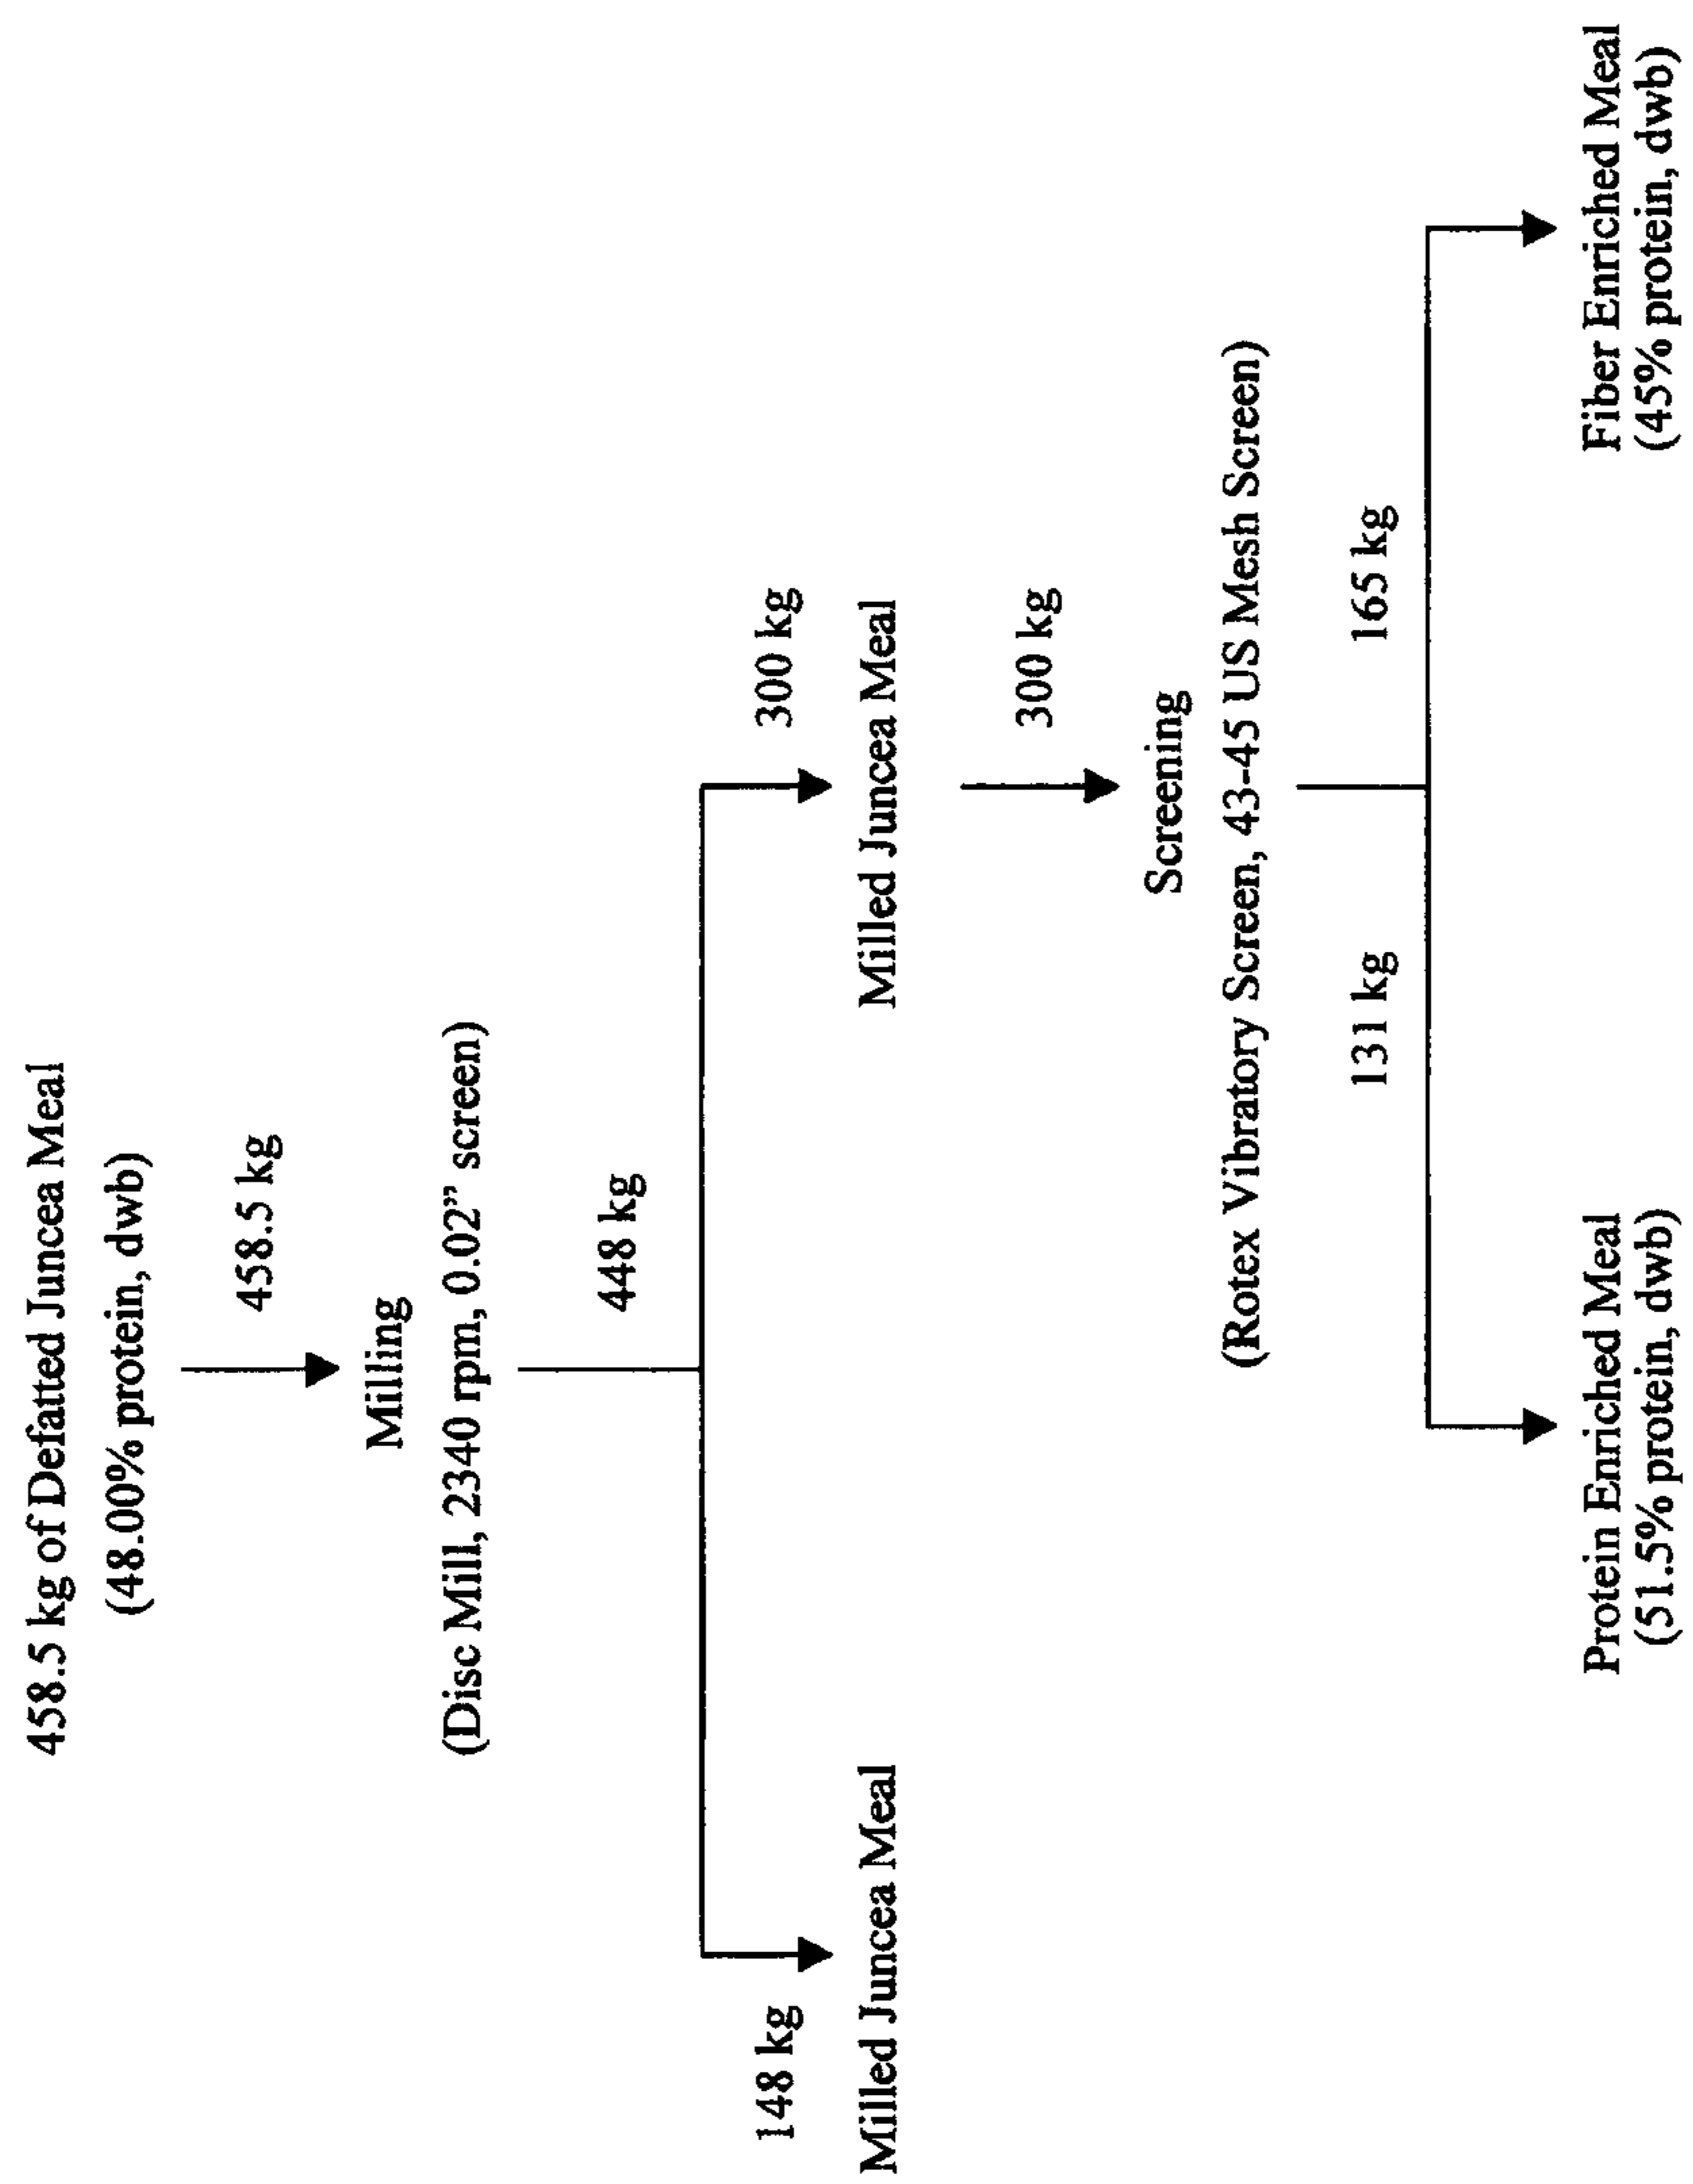 458.5 kg of Defatted Juncea Meal
(48.00% protein, dwb)
458.5 kg
Milling
(Disc Mill, 2340 rpm, 0.02” screen)
448 kg
148 kg
300 kg
Milled Juncea Meal
Milled Juncea Meal
300 kg
Screening
(Rotex Vibratory Screen, 43-45 US Mesh Screen)
131 kg
165 kg
Protein Enriched Meal
(51.5% protein, dwb)
Fiber Enriched Meal
(45% protein, dwb)